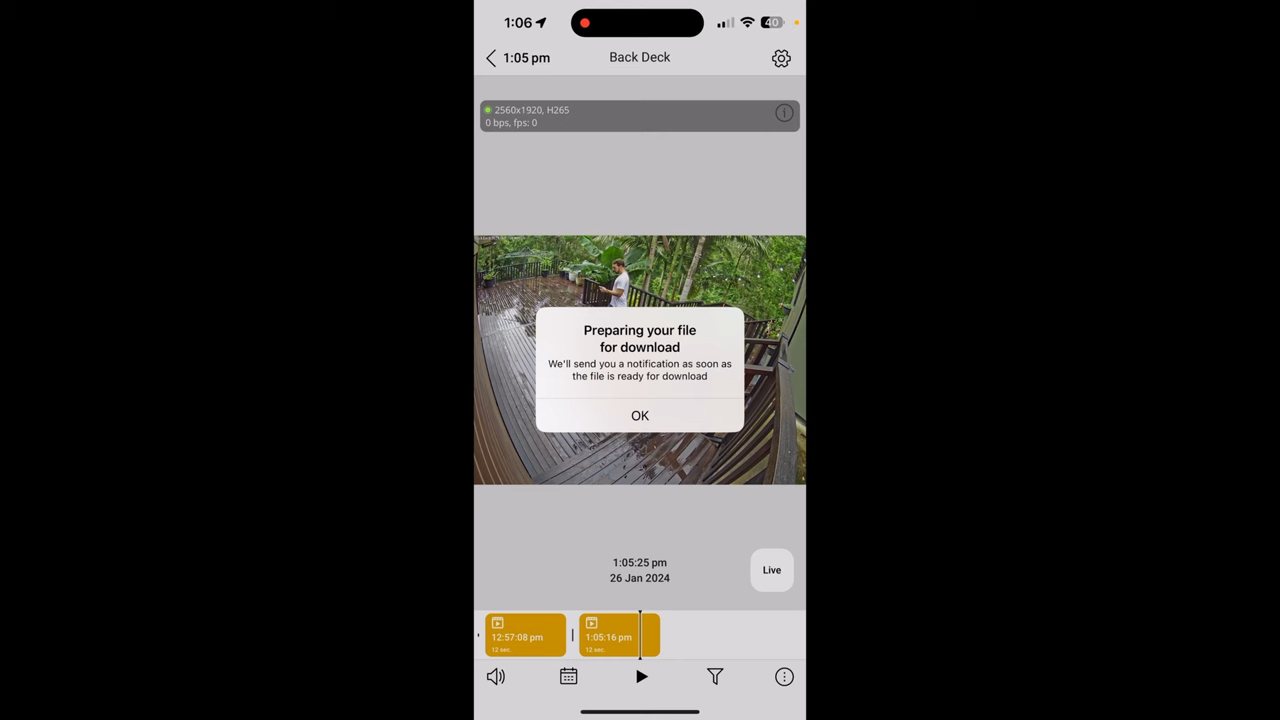 1:06
40
1:05 pm
Back Deck
2560x1920, H265
0 bps, fps: 0
Preparing your file
for download
We'll send you a notification as soon as
the file is ready for download
OK
1:05:25 pm
26 Jan 2024
Live
12:57:08 pm
12 sec.
1:05:16 pm
12 sec.